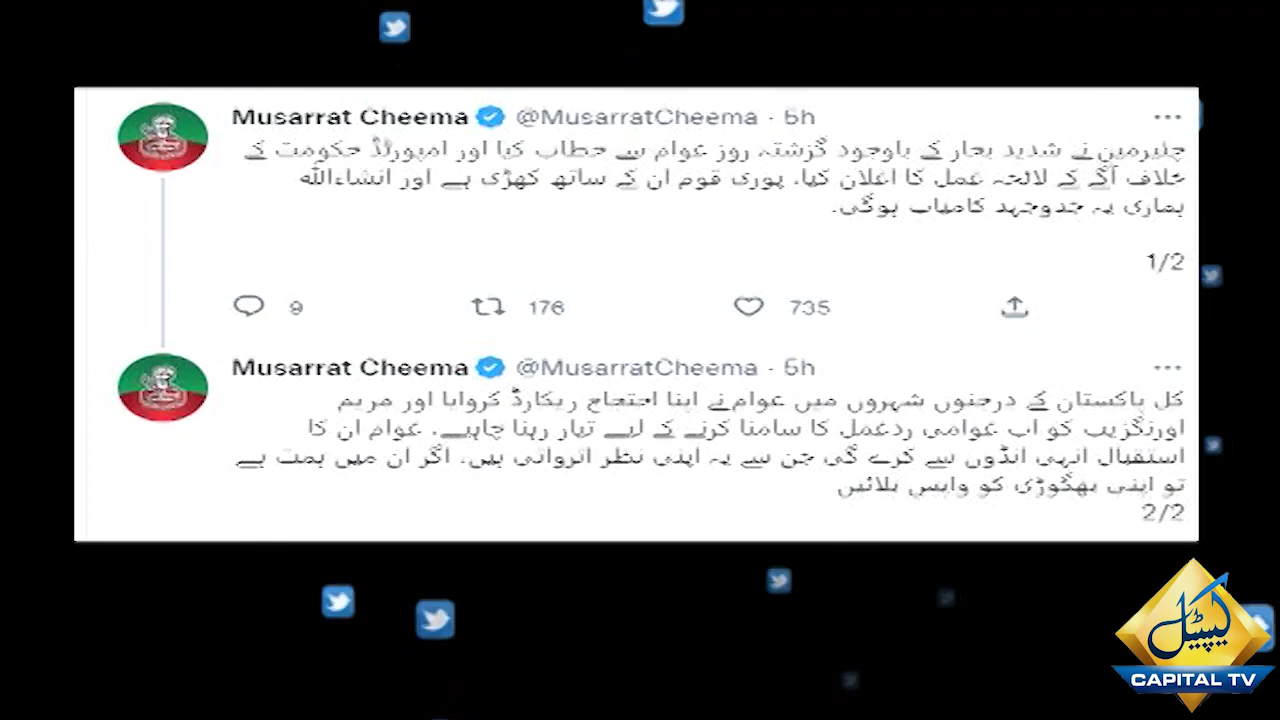 Musarrat Cheema @MusarratCheema · 5h
چئیرمین نے شدید بخار کے باوجود گزشتہ روز عوام سے خطاب کیا اور امپورٹڈ حکومت کے
خلاف آگے کے لائحہ عمل کا اعلان کیا۔ پوری قوم ان کے ساتھ کھڑی ہے اور انشاءاللّٰہ
ہماری یہ جدوجہد کامیاب ہوگی۔
1/2
9 176 735
Musarrat Cheema @MusarratCheema · 5h
کل پاکستان کے درجنوں شہروں میں عوام نے اپنا احتجاج ریکارڈ کروایا اور مریم
اورنگزیب کو اب عوامی ردعمل کا سامنا کرنے کے لیے تیار رہنا چاہیے۔ عوام ان کا
استقبال انہی انڈوں سے کرے گی جن سے یہ اپنی نظر اترواتی ہیں۔ اگر ان میں ہمت ہے
تو اپنی بھگوڑی کو واپس بلائیں
2/2
کیپیٹل
CAPITAL TV